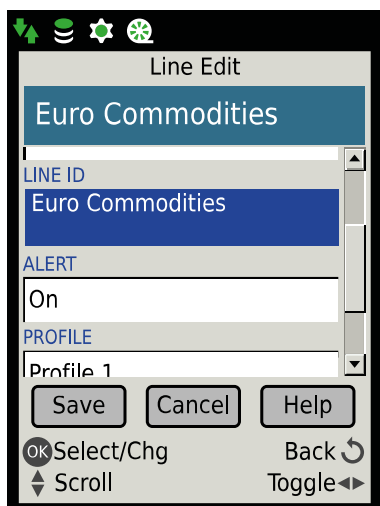 Line Edit
Euro Commodities
LINE ID
Euro Commodities
ALERT
On
PROFILE
Profile 1
Save Cancel Help
OK Select/Chg Back
Scroll Toggle